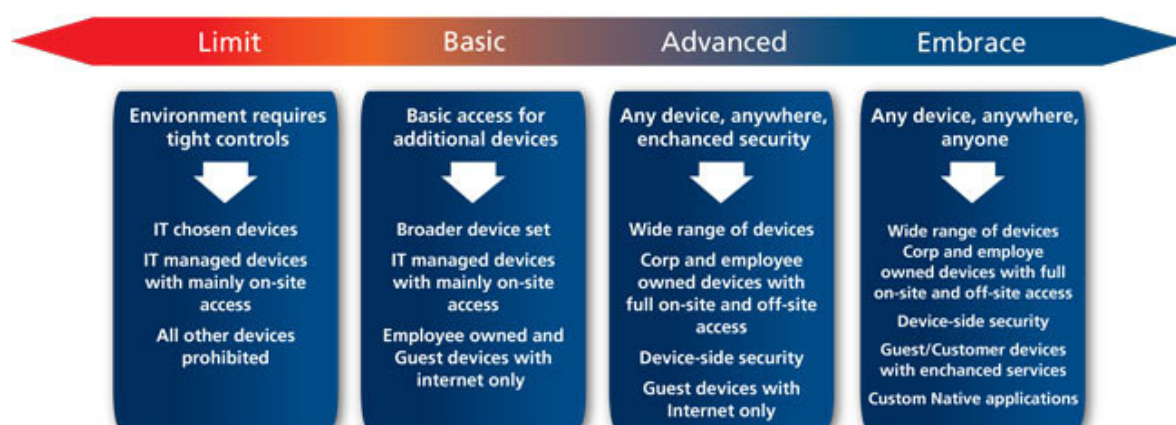 Limit
Basic
Advanced
Embrace
Environment requires
tight controls
IT chosen devices
IT managed devices
with mainly on-site
access
All other devices
prohibited
Basic access for
additional devices
Broader device set
IT managed devices
with mainly on-site
access
Employee owned and
Guest devices with
internet only
Any device, anywhere,
enchanced security
Wide range of devices
Corp and employee
owned devices with
full on-site and off-site
access
Device-side security
Guest devices with
Internet only
Any device, anywhere,
anyone
Wide range of devices
Corp and employe
owned devices with full
on-site and off-site access
Device-side security
Guest/Customer devices
with enchanced services
Custom Native applications